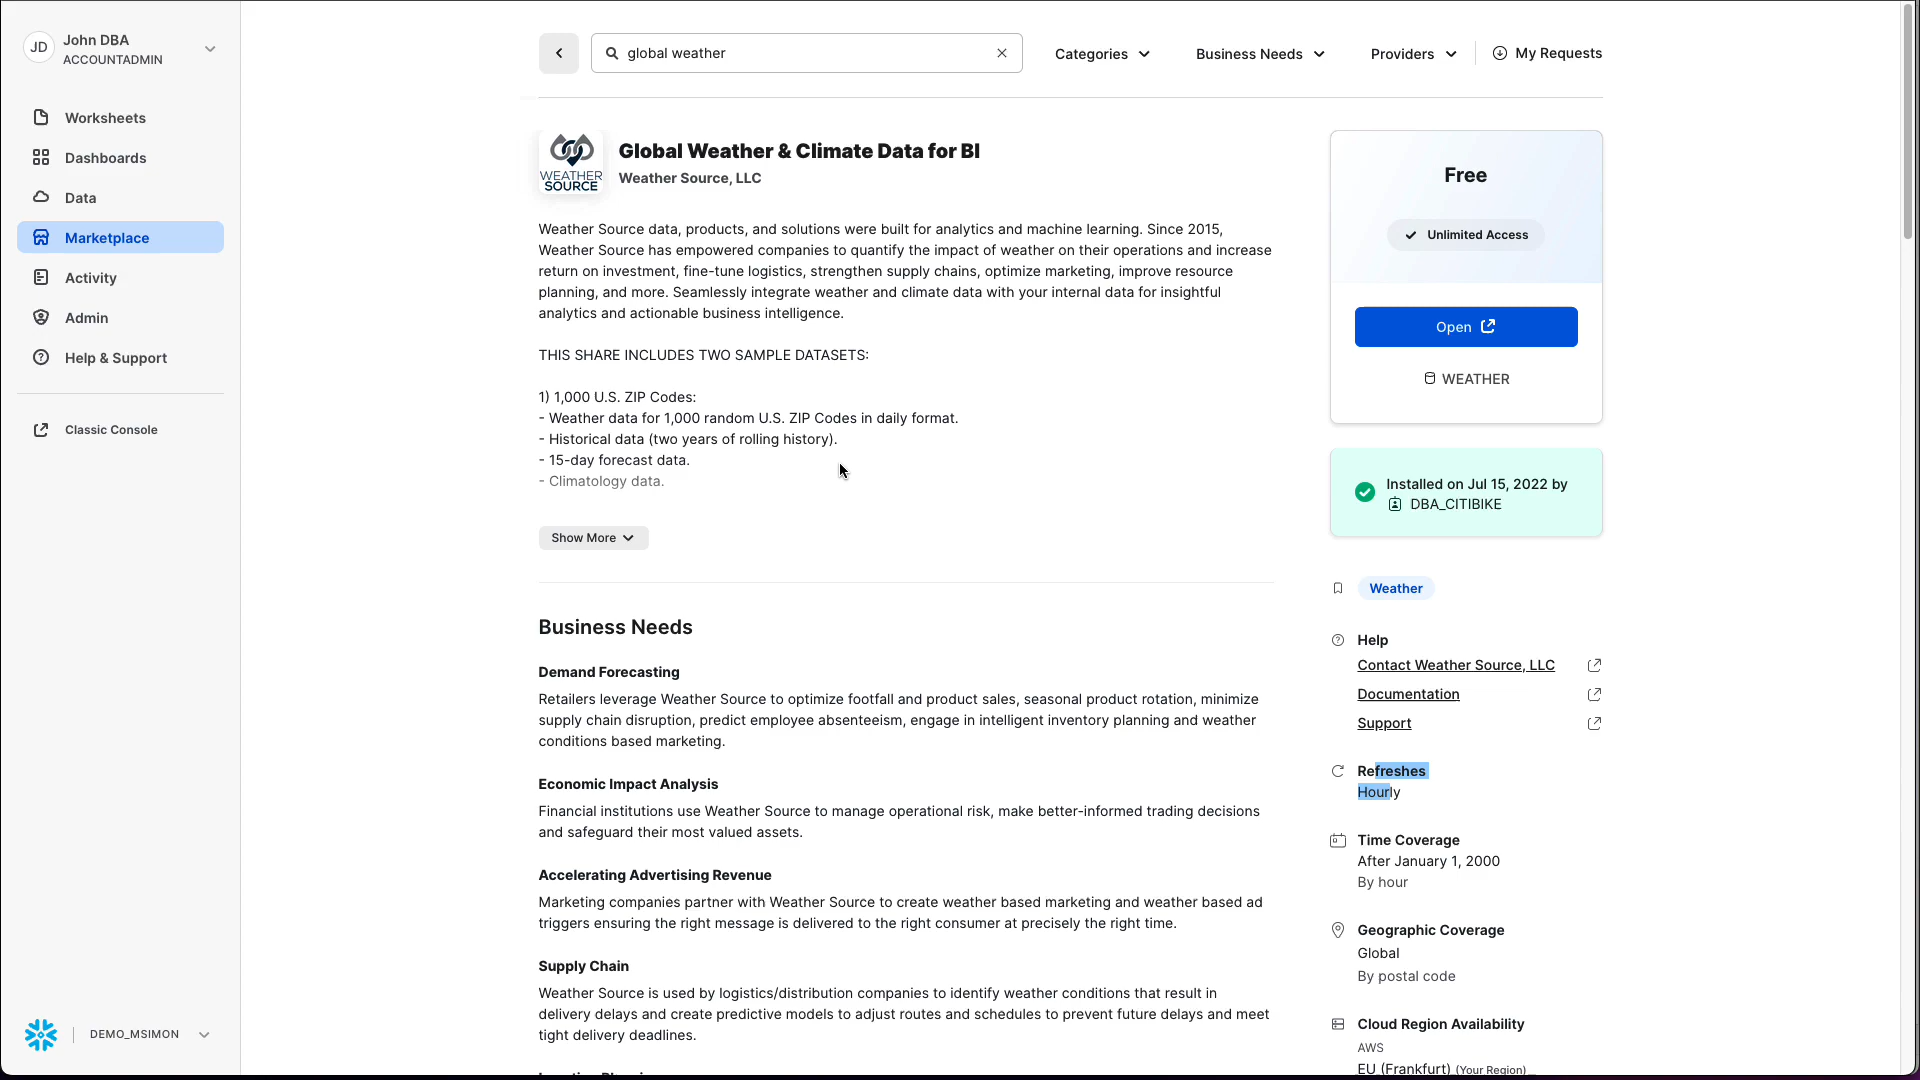 JD
John DBA
ACCOUNTADMIN
Worksheets
Dashboards
Data
Marketplace
Activity
Admin
Help & Support
Classic Console
DEMO_MSIMON
global weather
Categories
Business Needs
Providers
My Requests
WEATHER
SOURCE
Global Weather & Climate Data for BI
Weather Source, LLC
Weather Source data, products, and solutions were built for analytics and machine learning. Since 2015,
Weather Source has empowered companies to quantify the impact of weather on their operations and increase
return on investment, fine-tune logistics, strengthen supply chains, optimize marketing, improve resource
planning, and more. Seamlessly integrate weather and climate data with your internal data for insightful
analytics and actionable business intelligence.
THIS SHARE INCLUDES TWO SAMPLE DATASETS:
1) 1,000 U.S. ZIP Codes:
- Weather data for 1,000 random U.S. ZIP Codes in daily format.
- Historical data (two years of rolling history).
- 15-day forecast data.
- Climatology data.
Show More
Business Needs
Demand Forecasting
Retailers leverage Weather Source to optimize footfall and product sales, seasonal product rotation, minimize
supply chain disruption, predict employee absenteeism, engage in intelligent inventory planning and weather
conditions based marketing.
Economic Impact Analysis
Financial institutions use Weather Source to manage operational risk, make better-informed trading decisions
and safeguard their most valued assets.
Accelerating Advertising Revenue
Marketing companies partner with Weather Source to create weather based marketing and weather based ad
triggers ensuring the right message is delivered to the right consumer at precisely the right time.
Supply Chain
Weather Source is used by logistics/distribution companies to identify weather conditions that result in
delivery delays and create predictive models to adjust routes and schedules to prevent future delays and meet
tight delivery deadlines.
Free
Unlimited Access
Open
WEATHER
Installed on Jul 15, 2022 by
DBA_CITIBIKE
Weather
Help
Contact Weather Source, LLC
Documentation
Support
Refreshes
Hourly
Time Coverage
After January 1, 2000
By hour
Geographic Coverage
Global
By postal code
Cloud Region Availability
AWS
EU (Frankfurt) (Your Region)